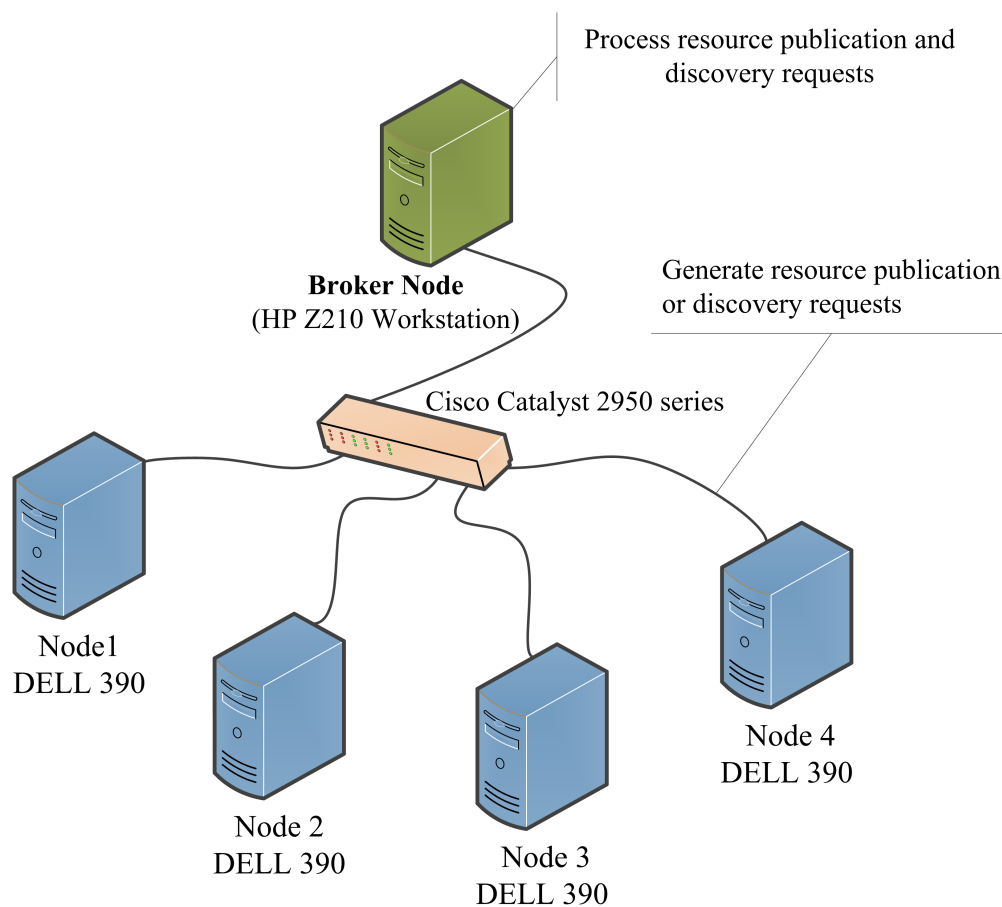 Process resource publication and
discovery requests
Broker Node
(HP Z210 Workstation)
Generate resource publication
or discovery requests
Cisco Catalyst 2950 series
Node1
DELL 390
Node 2
DELL 390
Node 3
DELL 390
Node 4
DELL 390